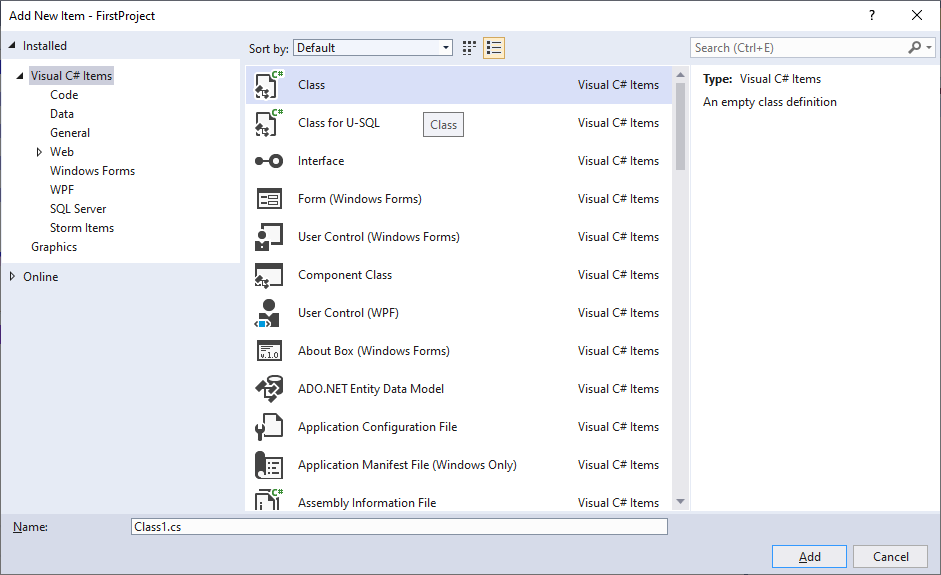 Add New Item - FirstProject
?
Installed
Sort by: Default
Search (Ctrl+E)
Visual C# Items
Code
Data
General
Web
Windows Forms
WPF
SQL Server
Storm Items
Graphics
Online
C# Class Visual C# Items
C# Class for U-SQL Visual C# Items
Class
Interface Visual C# Items
Form (Windows Forms) Visual C# Items
User Control (Windows Forms) Visual C# Items
Component Class Visual C# Items
User Control (WPF) Visual C# Items
v.1.0 About Box (Windows Forms) Visual C# Items
ADO.NET Entity Data Model Visual C# Items
Application Configuration File Visual C# Items
Application Manifest File (Windows Only) Visual C# Items
C# Assembly Information File Visual C# Items
Type: Visual C# Items
An empty class definition
Name: Class1.cs
Add Cancel